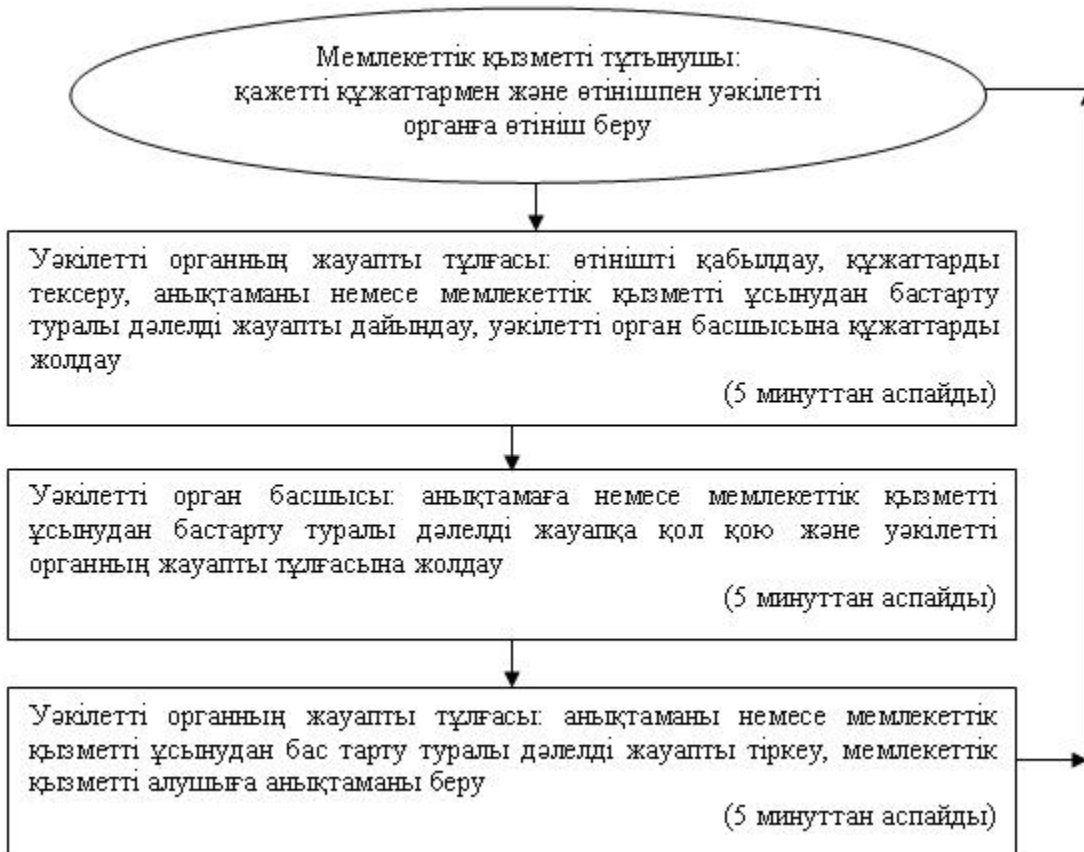 Мемлекеттік қызметті тұтынушы:
қажетті құжаттармен және өтінішпен уәкілетті
органға өтініш беру
Уәкілетті органның жауапты тұлғасы: өтінішті қабылдау, құжаттарды
тексеру, анықтаманы немесе мемлекеттік қызметті ұсынудан бастарту
туралы дәлелді жауапты дайындау, уәкілетті орган басшысына құжаттарды
жолдау
(5 минуттан аспайды)
Уәкілетті орган басшысы: анықтамаға немесе мемлекеттік қызметті
ұсынудан бастарту туралы дәлелді жауапқа қол қою және уәкілетті
органның жауапты тұлғасына жолдау
(5 минуттан аспайды)
Уәкілетті органның жауапты тұлғасы: анықтаманы немесе мемлекеттік
қызметті ұсынудан бас тарту туралы дәлелді жауапты тіркеу, мемлекеттік
қызметті алушыға анықтаманы беру
(5 минуттан аспайды)